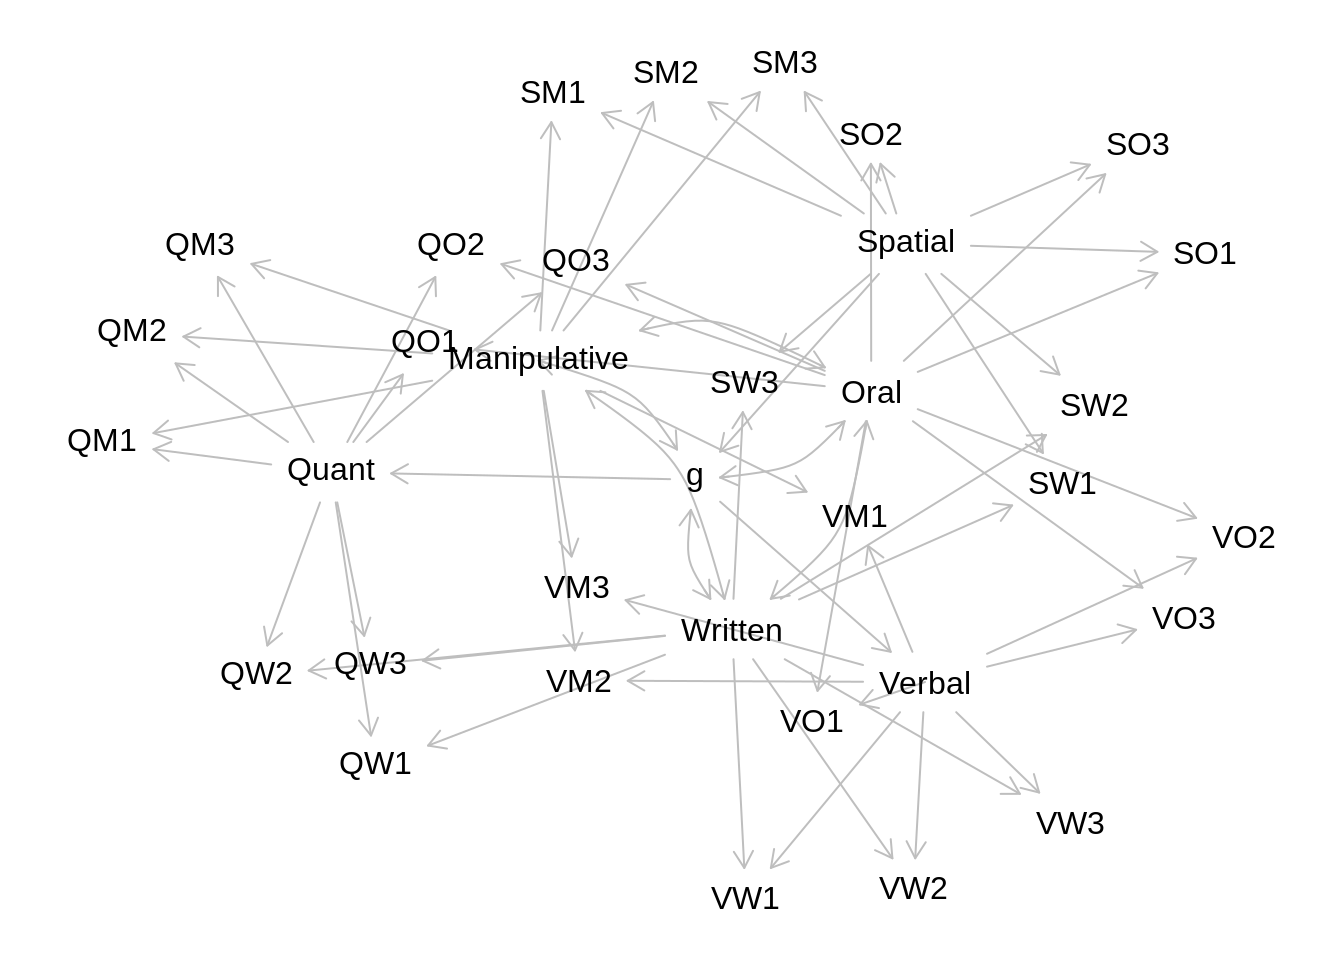 SM3
SM2
SM1
SO2
SO3
Spatial
QM3
QO2
QO3
SO1
QM2
QO1
Manipulative
SW3
Oral
SW2
QM1
Quant
g
SW1
VM1
VO2
VM3
VO3
Written
QW3
QW2
VM2
Verbal
VO1
QW1
VW3
VW2
VW1